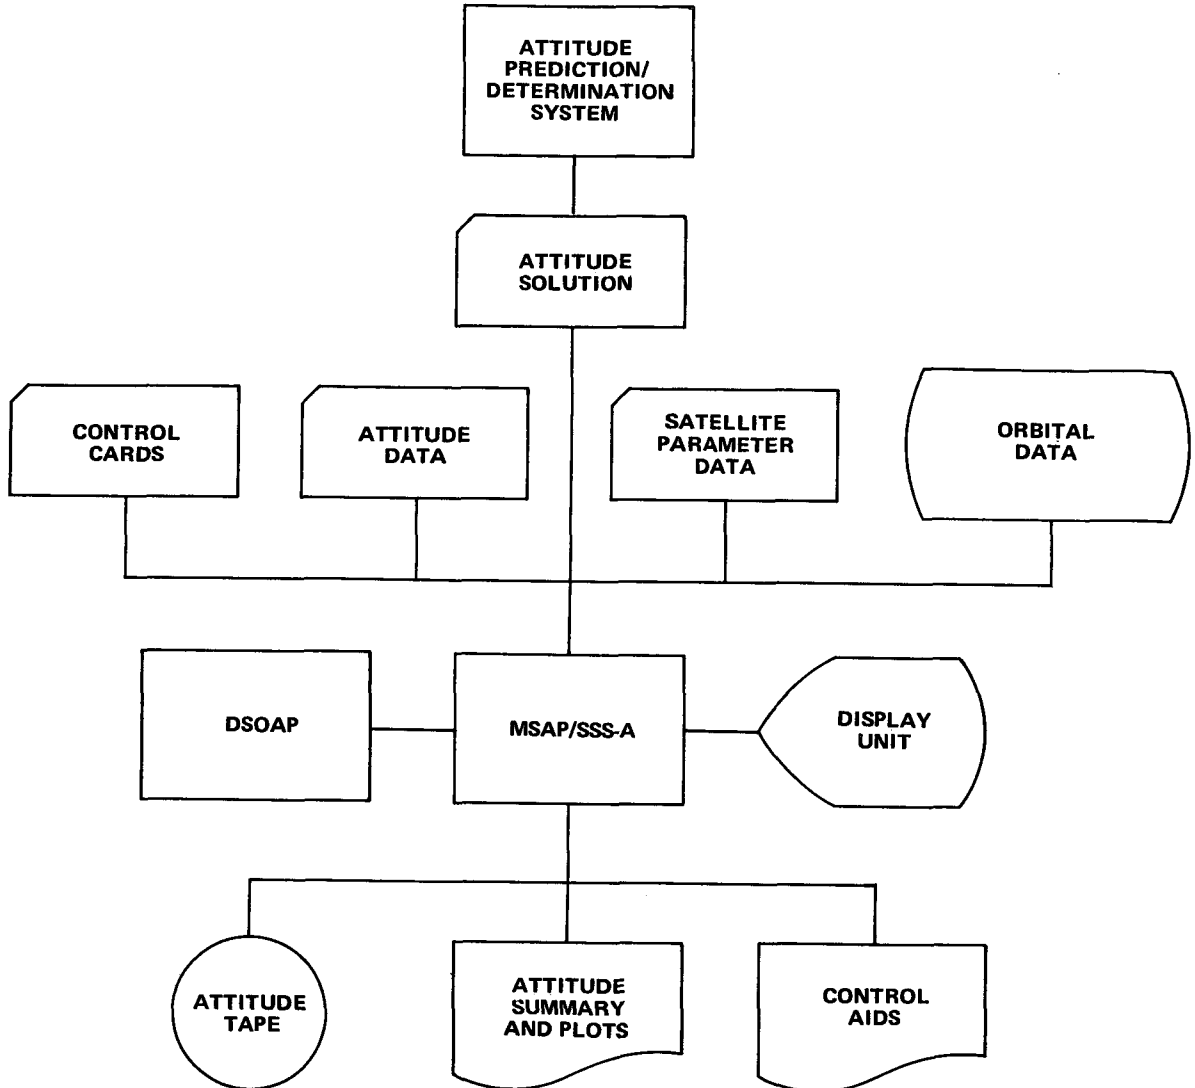 ATTITUDE
PREDICTION/
DETERMINATION
SYSTEM
ATTITUDE
SOLUTION
CONTROL
CARDS
ATTITUDE
DATA
SATELLITE
PARAMETER
DATA
ORBITAL
DATA
DSOAP
MSAP/SSS-A
DISPLAY
UNIT
ATTITUDE
TAPE
ATTITUDE
SUMMARY
AND PLOTS
CONTROL
AIDS